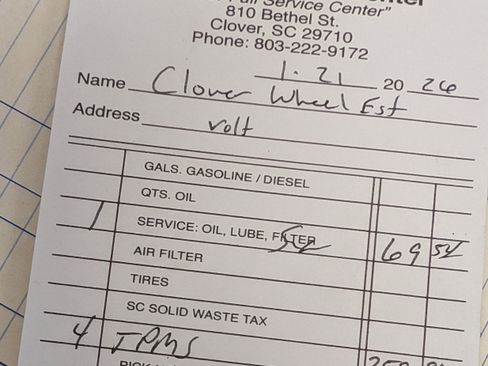 Full Service Center"
810 Bethel St.
Clover, SC 29710
Phone: 803-222-9172
1. 21 20 26
Name Clover Wheel Est
Address volt
GALS. GASOLINE / DIESEL
QTS. OIL
1 SERVICE: OIL, LUBE, FILTER 69 54
AIR FILTER
TIRES
SC SOLID WASTE TAX
4 TPMS